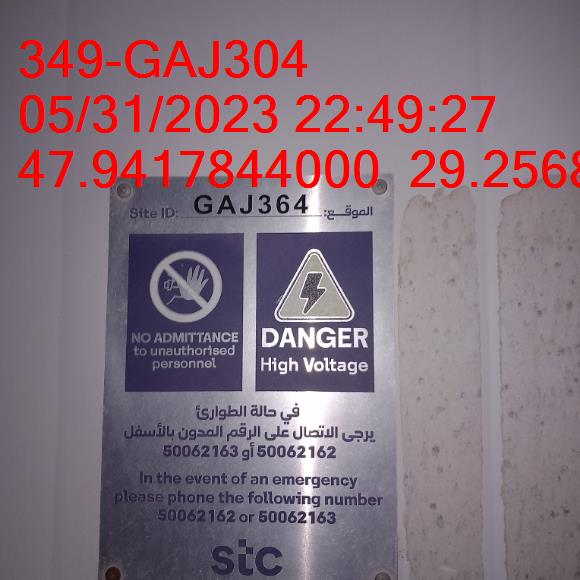 349-GAJ304
05/31/2023 22:49:27
47.9417844000 29.2568
Site ID: GAJ364 الموقع:
NO ADMITTANCE
to unauthorised
personnel
DANGER
High Voltage
في حالة الطوارئ
يرجى الاتصال على الرقم المدون بالأسفل
50062162 أو 50062163
In the event of an emergency
please phone the following number
50062162 or 50062163
stc